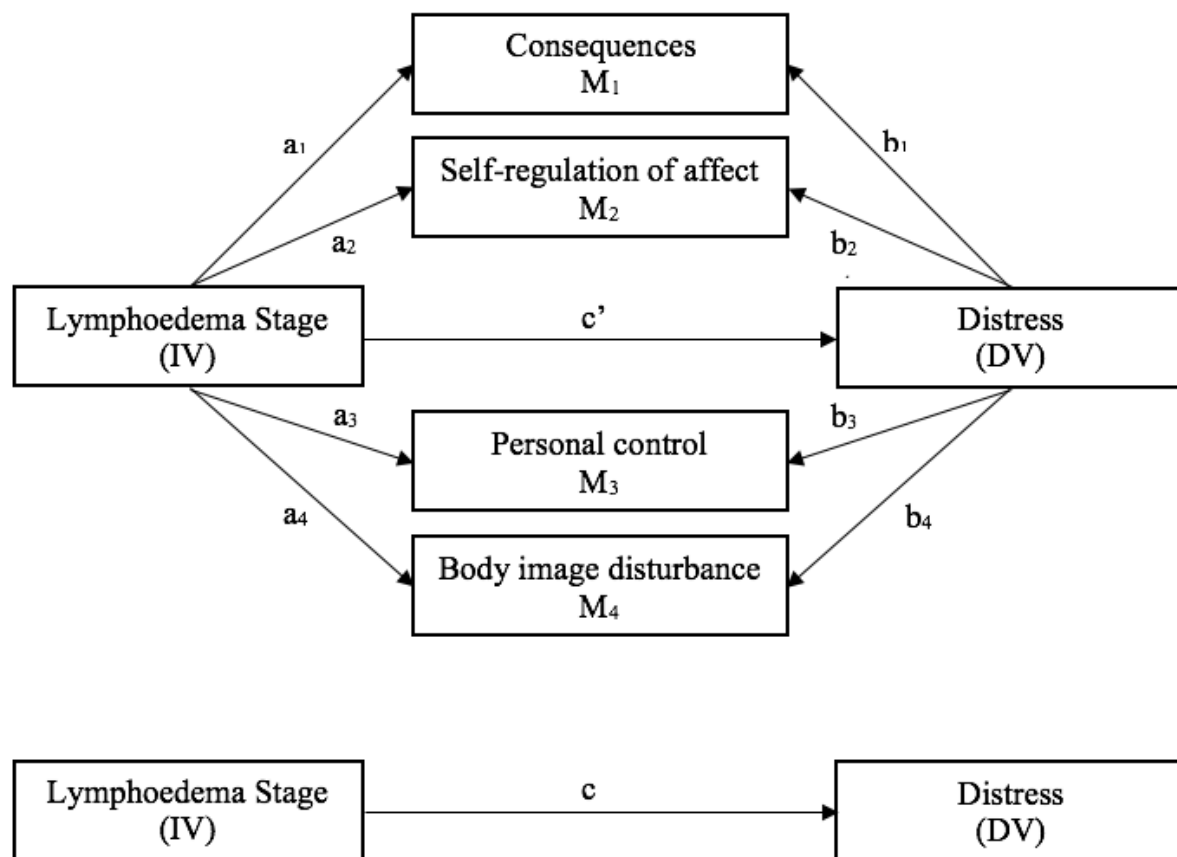 Consequences
M₁
a₁
b₁
Self-regulation of affect
M₂
a₂
b₂
Lymphoedema Stage
(IV)
c’
Distress
(DV)
a₃
b₃
Personal control
M₃
a₄
b₄
Body image disturbance
M₄
Lymphoedema Stage
(IV)
c
Distress
(DV)